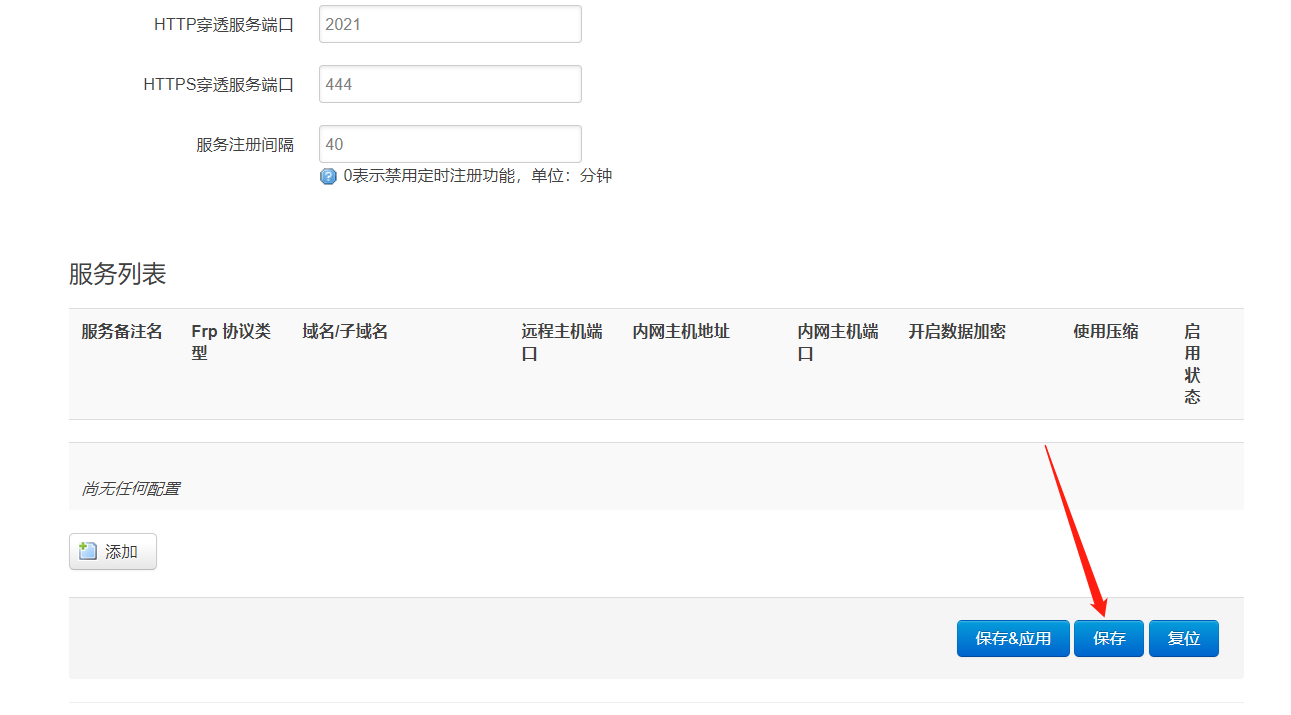 HTTP穿透服务端口
2021
HTTPS穿透服务端口
444
服务注册间隔
40
0表示禁用定时注册功能，单位：分钟
服务列表
服务备注名
Frp 协议类
型
域名/子域名
远程主机端
口
内网主机地址
内网主机端
口
开启数据加密
使用压缩
启
用
状
态
尚无任何配置
添加
保存&应用
保存
复位